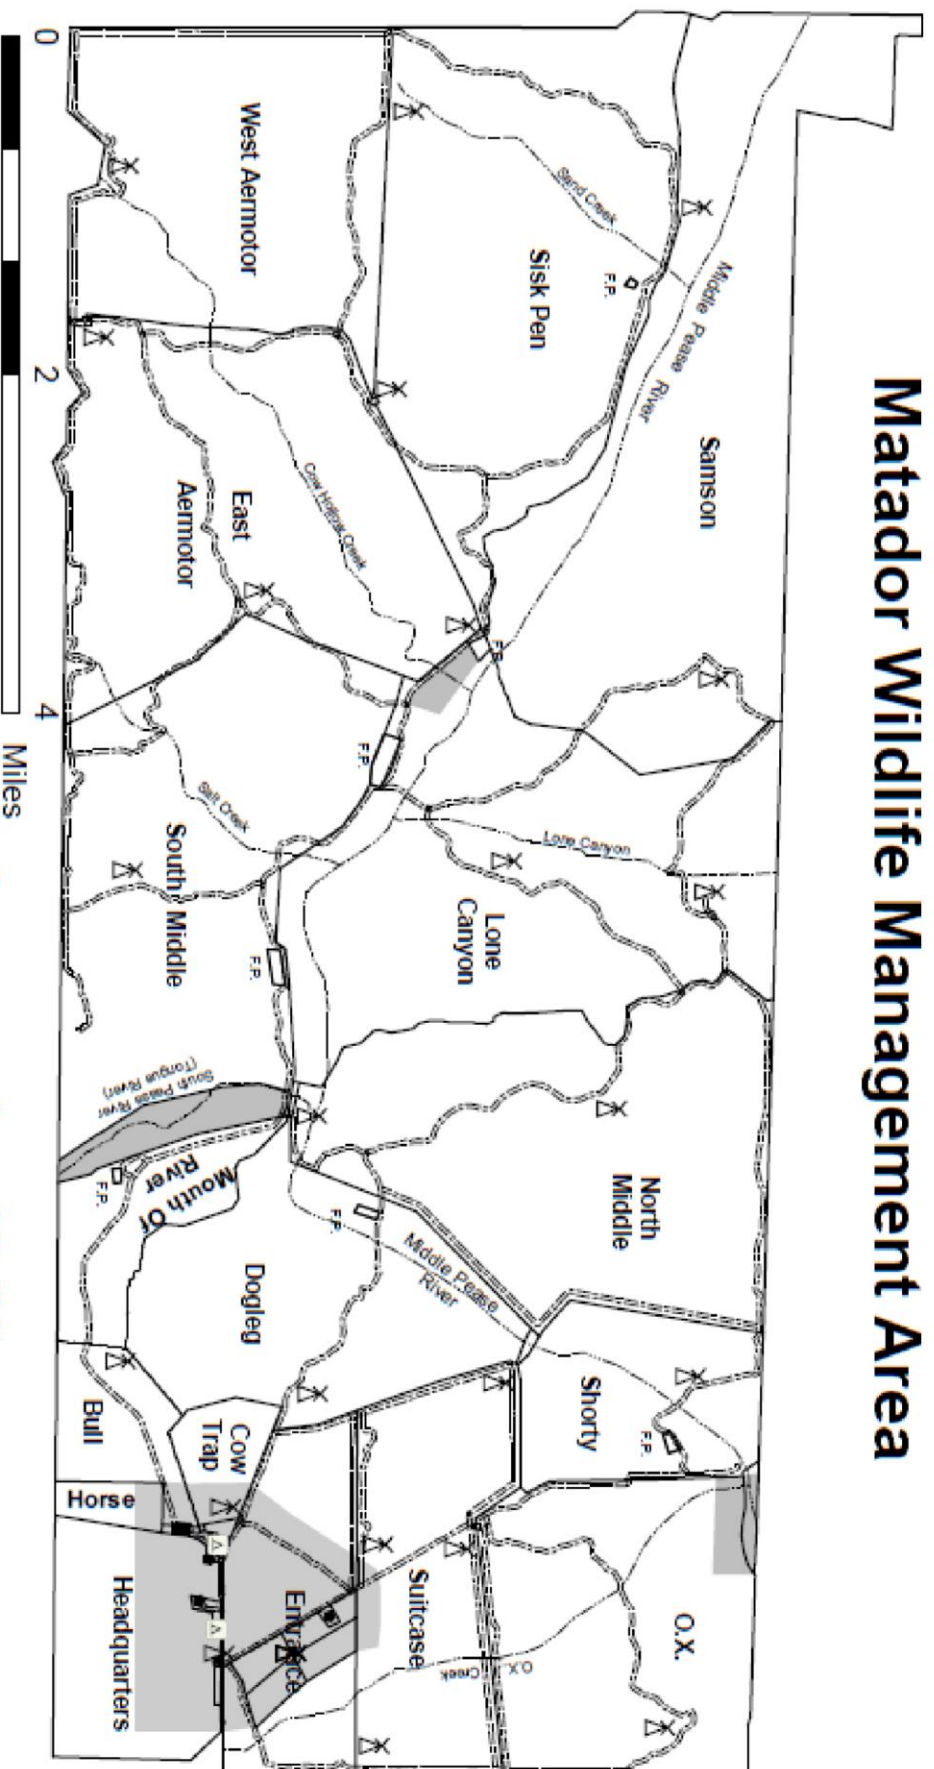 Matador Wildlife Management Area
Samson
Middle Pease
River
Sand Creek
Sisk Pen
F.P.
West Aermotor
East
Aermotor
Cow Hollow Creek
F.P.
F.P.
Salt Creek
South Middle
Lone Canyon
Lone
Canyon
F.P.
South Pease River
(Tongue River)
Mouth Of
River
F.P.
North
Middle
F.P.
Middle Pease
River
Dogleg
Shorty
F.P.
Bull
Cow
Trap
Horse
Headquarters
Entrance
Suitcase
O.X.
O.X.
Creek
0
2
4
Miles